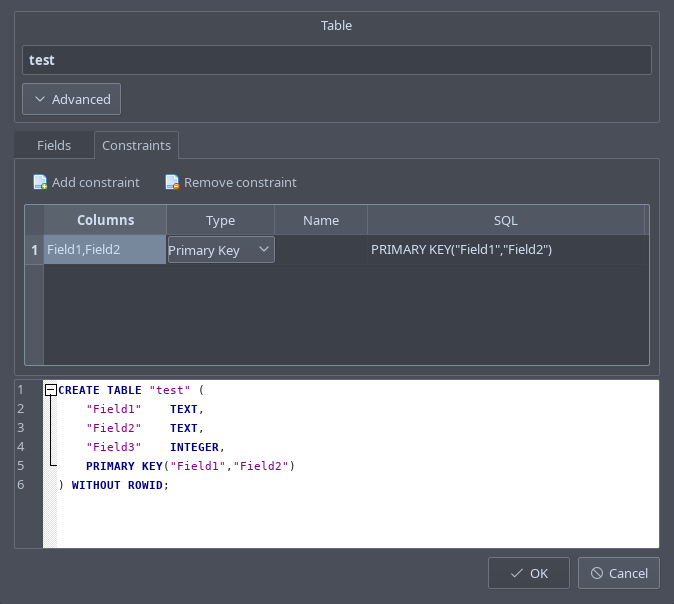 Table
test
Advanced
Fields Constraints
Add constraint Remove constraint
Columns Type Name SQL
1 Field1,Field2 Primary Key PRIMARY KEY("Field1","Field2")
1 CREATE TABLE "test" (
2 "Field1" TEXT,
3 "Field2" TEXT,
4 "Field3" INTEGER,
5 PRIMARY KEY("Field1","Field2")
6 ) WITHOUT ROWID;
OK Cancel